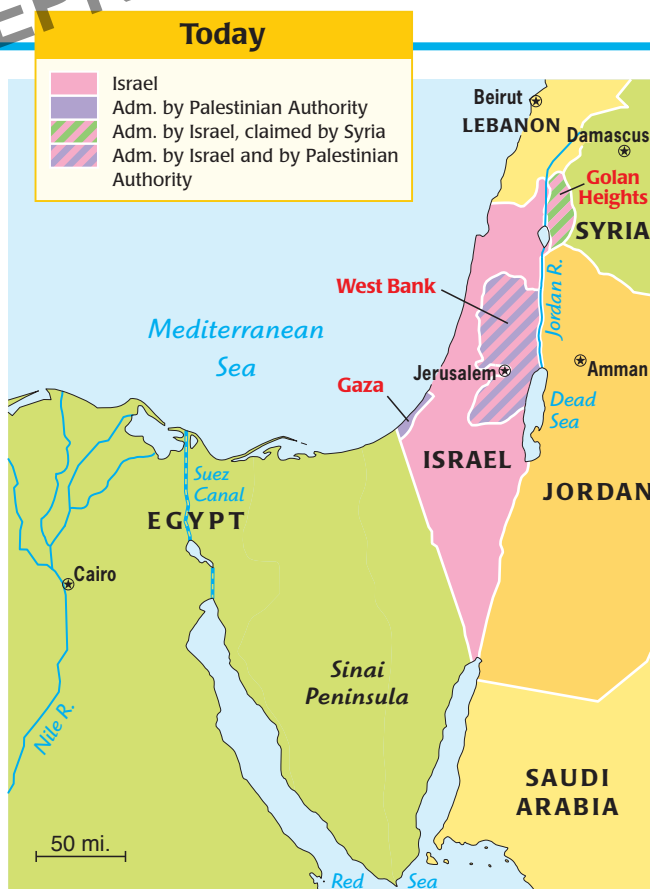 Today
Israel
Adm. by Palestinian Authority
Adm. by Israel, claimed by Syria
Adm. by Israel and by Palestinian
Authority
Beirut
LEBANON
Damascus
Golan
Heights
SYRIA
West Bank
Jordan R.
Mediterranean
Sea
Jerusalem
Amman
Gaza
Dead
Sea
ISRAEL
Suez
Canal
JORDAN
EGYPT
Cairo
Sinai
Peninsula
Nile R.
SAUDI
ARABIA
50 mi.
Red Sea